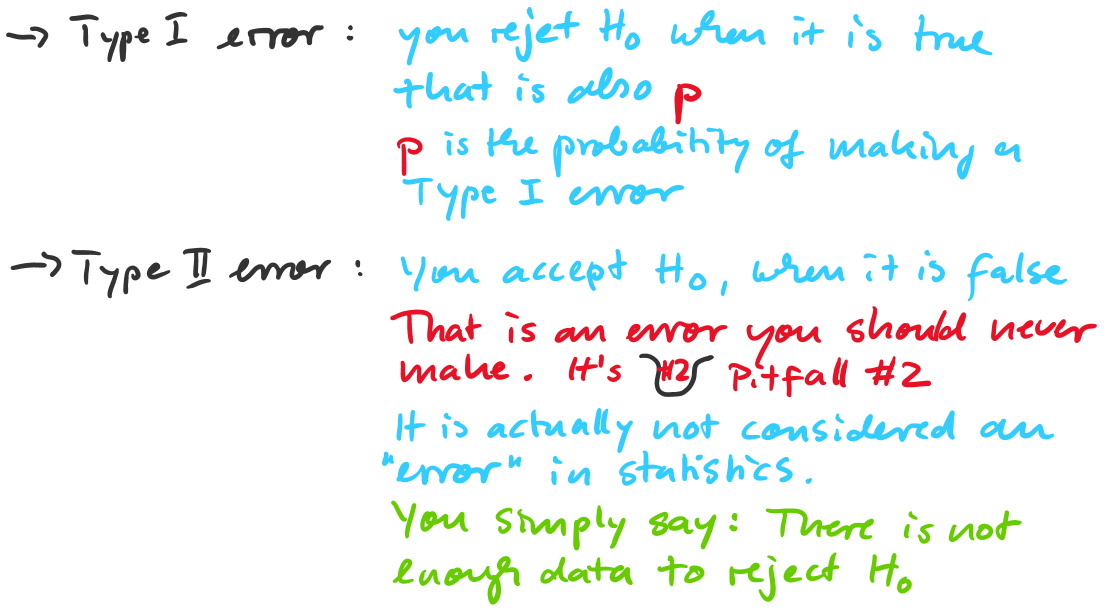 → Type I error : you rejet H₀ when it is true
that is also p
p is the probability of making a
Type I error
→ Type II error : You accept H₀, when it is false
That is an error you should never
make. It's #2 Pitfall #2
It is actually not considered an
"error" in statistics.
You simply say: There is not
enough data to reject H₀